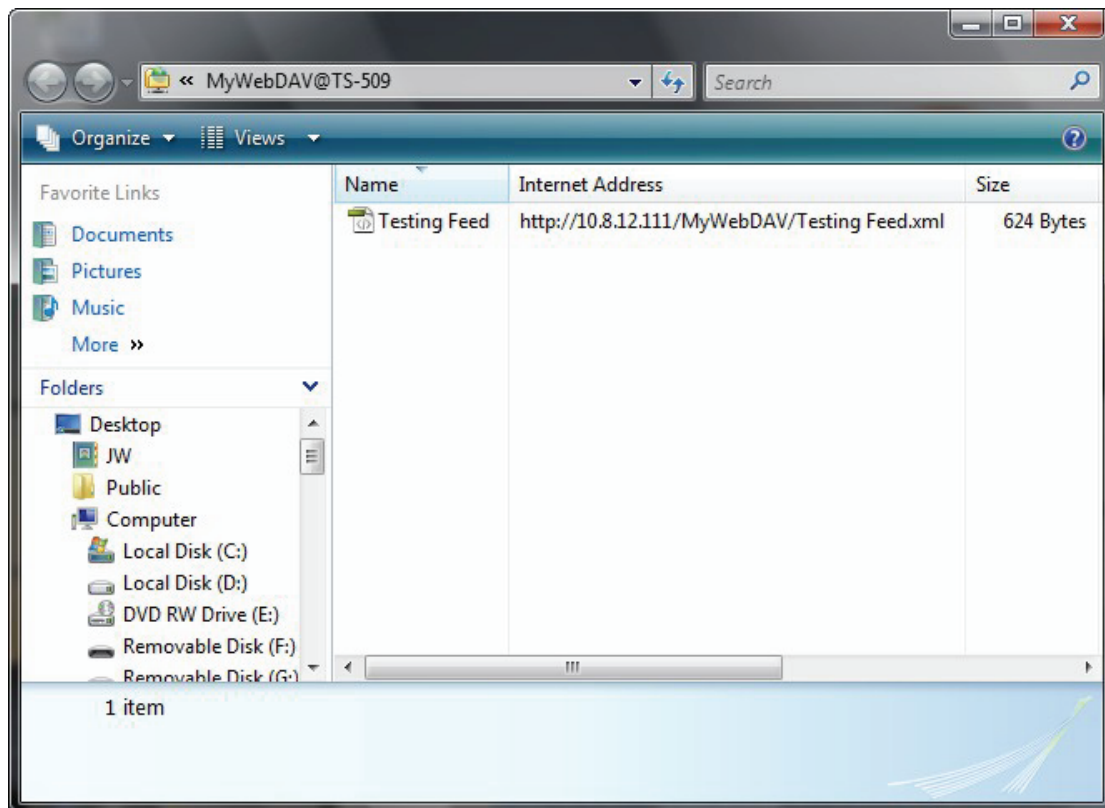 « MyWebDAV@TS-509
Search
Organize Views
Favorite Links
Documents
Pictures
Music
More »
Folders
Desktop
JW
Public
Computer
Local Disk (C:)
Local Disk (D:)
DVD RW Drive (E:)
Removable Disk (F:)
Removable Disk (G:)
Name Internet Address Size
Testing Feed http://10.8.12.111/MyWebDAV/Testing Feed.xml 624 Bytes
1 item